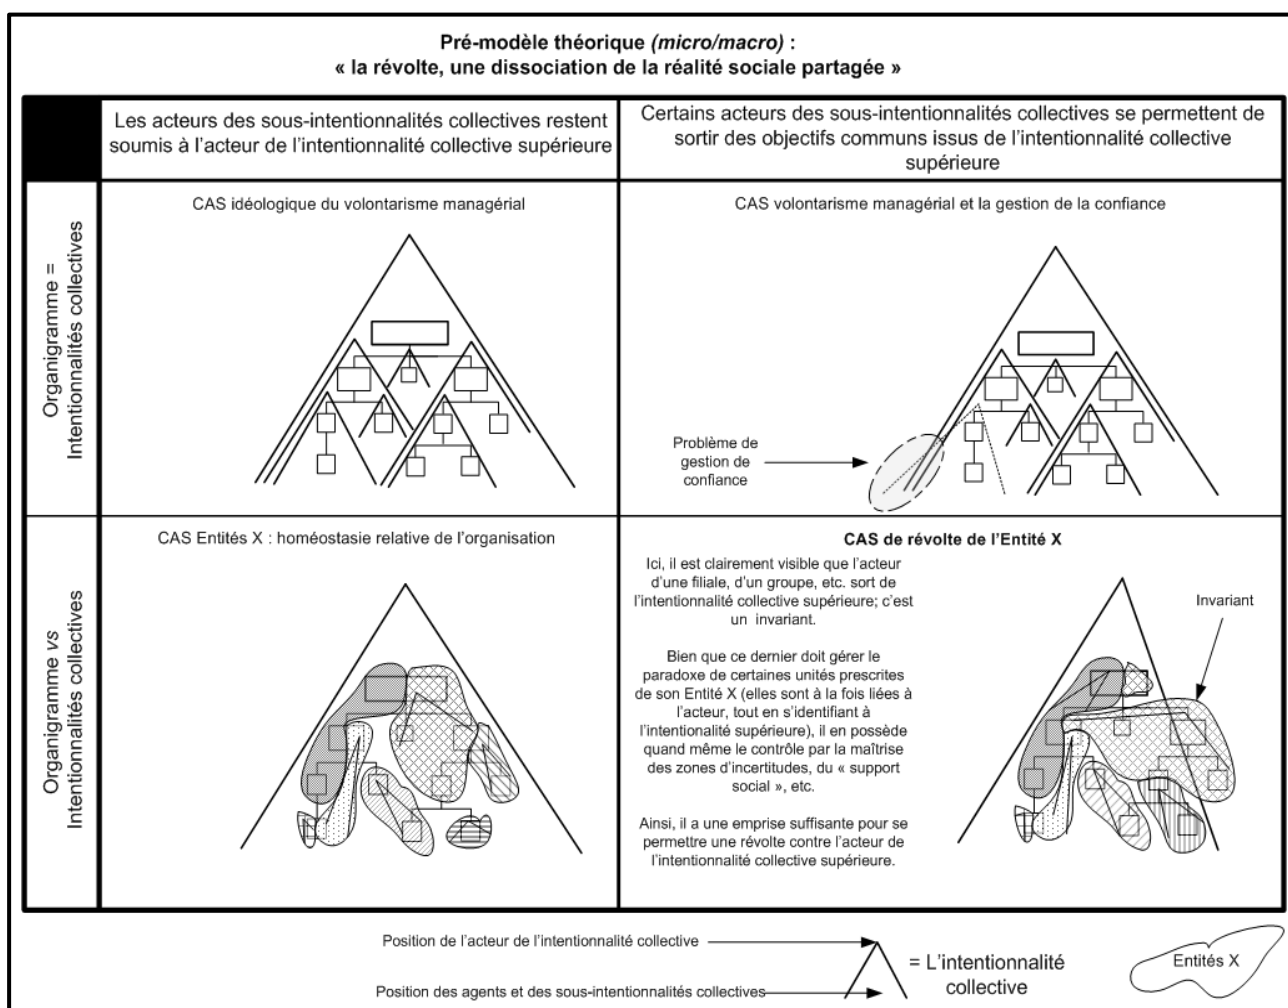 Pré-modèle théorique (micro/macro) :
« la révolte, une dissociation de la réalité sociale partagée »
Les acteurs des sous-intentionnalités collectives restent
soumis à l'acteur de l'intentionnalité collective supérieure
Certains acteurs des sous-intentionnalités collectives se permettent de
sortir des objectifs communs issus de l'intentionnalité collective
supérieure
Organigramme =
Intentionnalités collectives
CAS idéologique du volontarisme managérial
CAS volontarisme managérial et la gestion de la confiance
Problème de
gestion de
confiance
Organigramme vs
Intentionnalités collectives
CAS Entités X : homéostasie relative de l'organisation
CAS de révolte de l'Entité X
Ici, il est clairement visible que l'acteur
d'une filiale, d'un groupe, etc. sort de
l'intentionnalité collective supérieure; c'est
un invariant.
Bien que ce dernier doit gérer le
paradoxe de certaines unités prescrites
de son Entité X (elles sont à la fois liées à
l'acteur, tout en s'identifiant à
l'intentionalité supérieure), il en possède
quand même le contrôle par la maîtrise
des zones d'incertitudes, du « support
social », etc.
Ainsi, il a une emprise suffisante pour se
permettre une révolte contre l'acteur de
l'intentionnalité collective supérieure.
Invariant
Position de l'acteur de l'intentionnalité collective
Position des agents et des sous-intentionnalités collectives
= L'intentionnalité
collective
Entités X